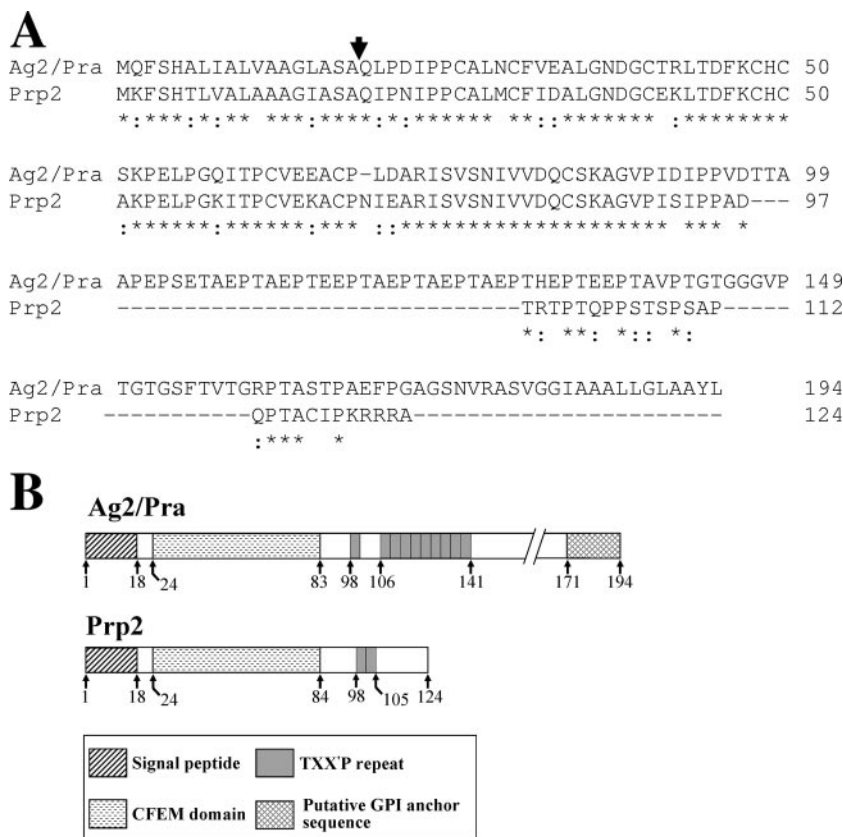 A
Ag2/Pra MQFSHALIALVAAGLASAQLPDIPPCALNCFVEALGNDGCTRLTDFKCHC 50
Prp2 MKFSHTLVALAAAGIASAQIPNIPPCALMCFIDALGNDGCEKLTDFKCHC 50
*:***:*:** ***:****:*:****** **::******* :********
Ag2/Pra SKPELPGQITPCVEEACP-LDARISVSNIVVDQCSKAGVPIDIPPVDTTA 99
Prp2 AKPELPGKITPCVEKACPNIEARISVSNIVVDQCSKAGVPISIPPAD--- 97
:******:******:*** ::******************* *** *
Ag2/Pra APEPSETAEPTAEPTEEPTAEPTAEPTAEPTHEPTEEPTAVPTGTGGGVP 149
Prp2 ------------------------------TRTPTQPPSTSPSAP----- 112
*: **: *:: *:
Ag2/Pra TGTGSFTVTGRPTASTPAEFPGAGSNVRASVGGIAAALLGLAAYL 194
Prp2 -----------QPTACIPKRRRA----------------------- 124
:*** *
B
Ag2/Pra
1 18 24 83 98 106 141 171 194
Prp2
1 18 24 84 98 105 124
Signal peptide TXX'P repeat
CFEM domain Putative GPI anchor
sequence